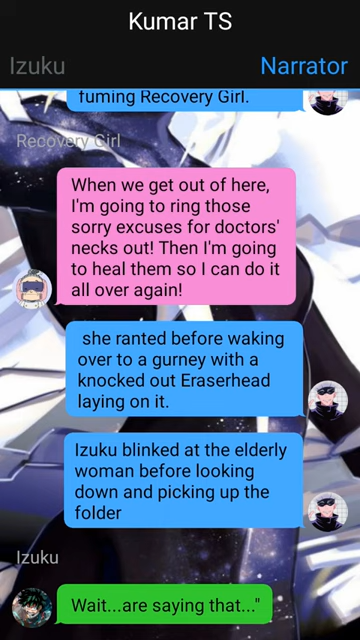 Kumar TS
Izuku
Narrator
fuming Recovery Girl.
Recovery Girl
When we get out of here,
I'm going to ring those
sorry excuses for doctors'
necks out! Then I'm going
to heal them so I can do it
all over again!
she ranted before waking
over to a gurney with a
knocked out Eraserhead
laying on it.
Izuku blinked at the elderly
woman before looking
down and picking up the
folder
Izuku
Wait...are saying that..."